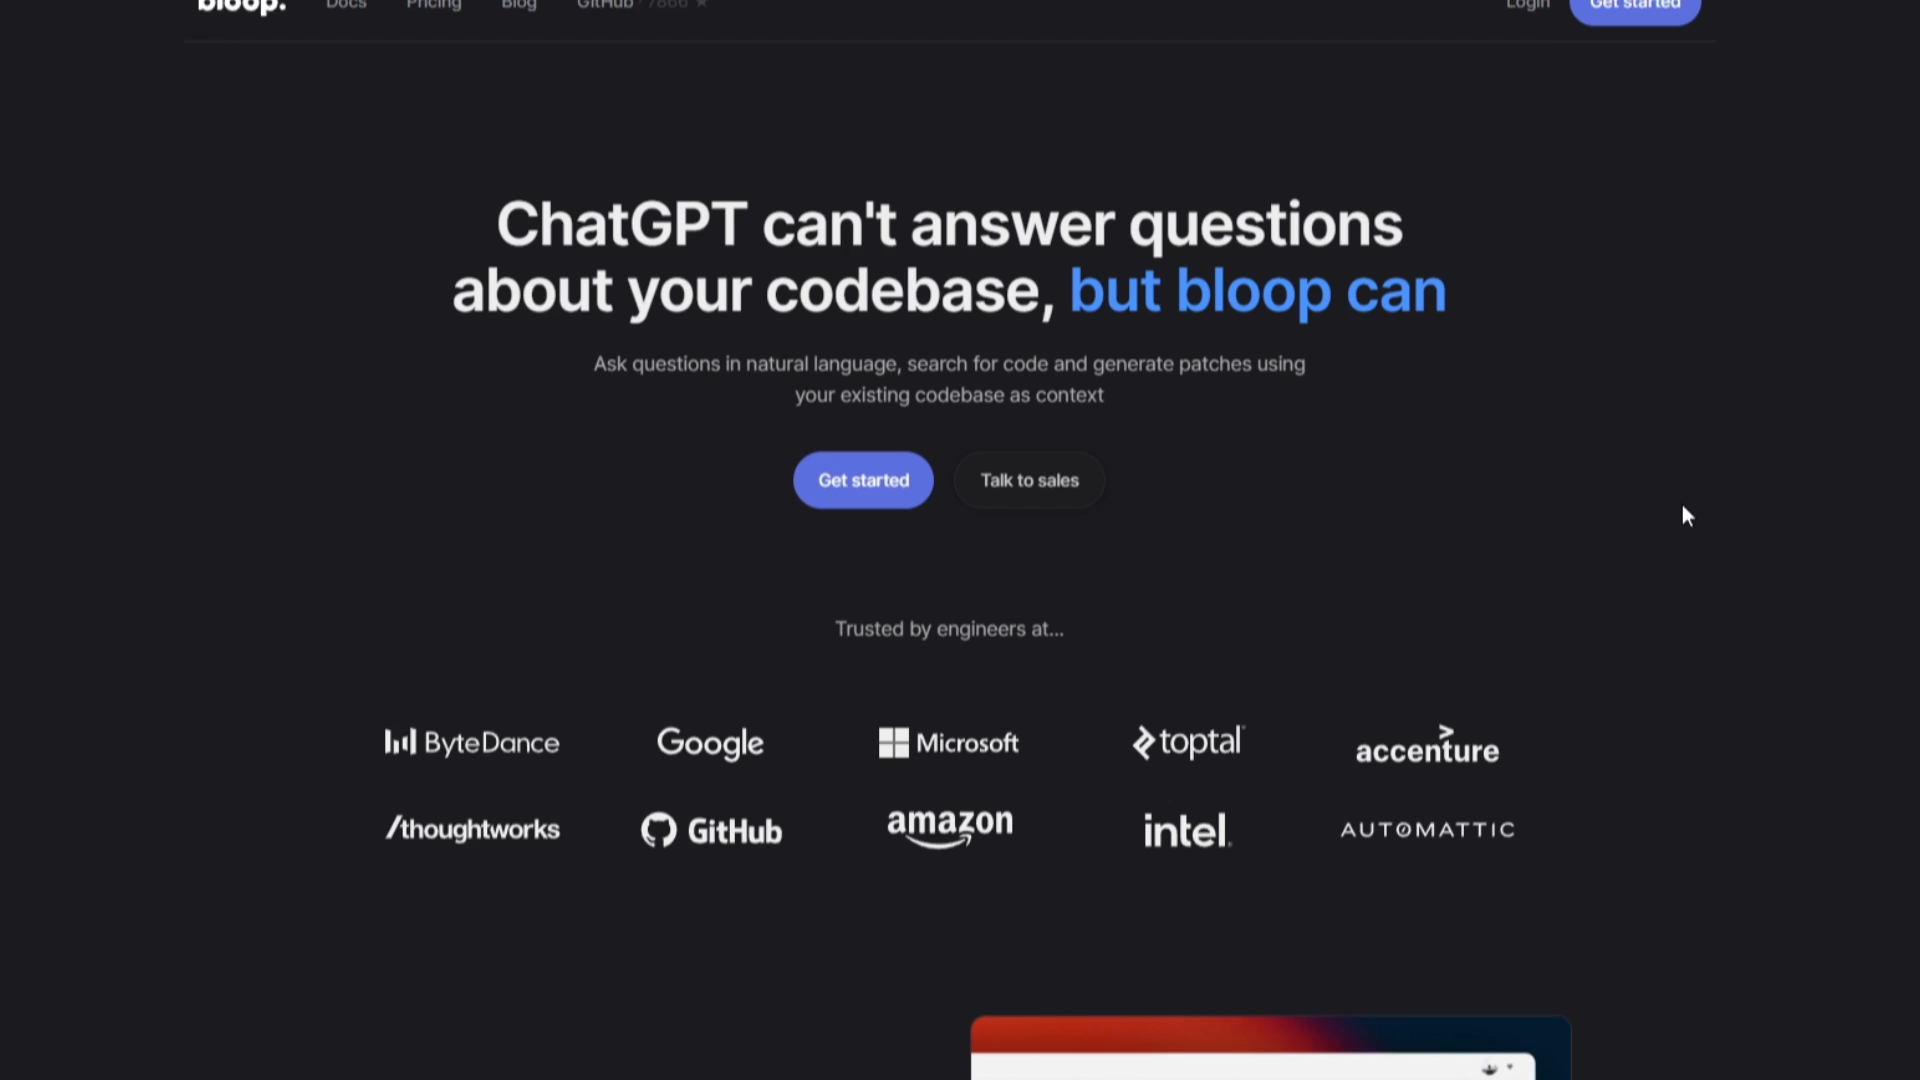 bloop. Docs Pricing Blog GitHub · 7866 ★ Login Get started
ChatGPT can't answer questions
about your codebase, but bloop can
Ask questions in natural language, search for code and generate patches using
your existing codebase as context
Get started Talk to sales
Trusted by engineers at...
ByteDance Google Microsoft toptal accenture
/thoughtworks GitHub amazon intel. AUTOMATTIC